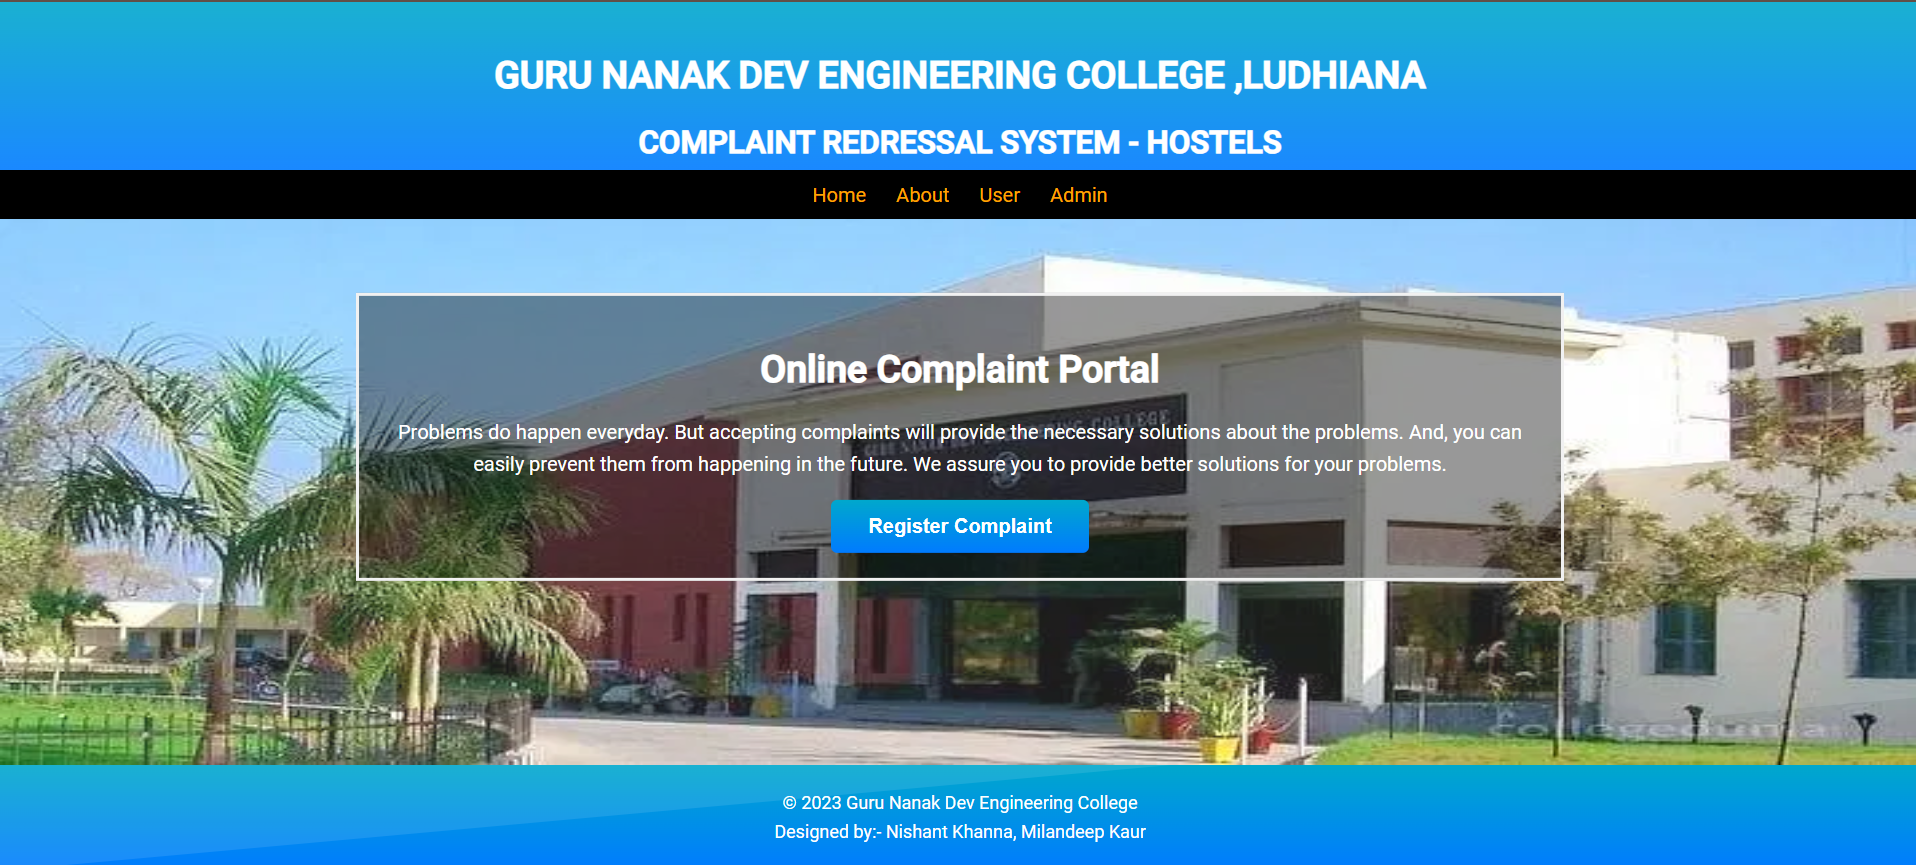 GURU NANAK DEV ENGINEERING COLLEGE ,LUDHIANA
COMPLAINT REDRESSAL SYSTEM - HOSTELS
Home About User Admin
Online Complaint Portal
Problems do happen everyday. But accepting complaints will provide the necessary solutions about the problems. And, you can
easily prevent them from happening in the future. We assure you to provide better solutions for your problems.
ENGINEERING COLLEGE
Register Complaint
collegedunia
© 2023 Guru Nanak Dev Engineering College
Designed by:- Nishant Khanna, Milandeep Kaur